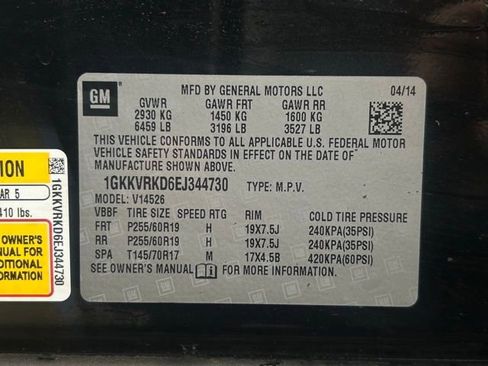 GM
MFD BY GENERAL MOTORS LLC 04/14
GVWR GAWR FRT GAWR RR
2930 KG 1450 KG 1600 KG
6459 LB 3196 LB 3527 LB
THIS VEHICLE CONFORMS TO ALL APPLICABLE U.S. FEDERAL MOTOR
VEHICLE SAFETY STANDARDS IN EFFECT ON THE DATE OF
MANUFACTURE SHOWN ABOVE.
1GKKVRKD6EJ344730 TYPE: M.P.V.
MODEL: V14526
VBBF TIRE SIZE SPEED RTG RIM COLD TIRE PRESSURE
FRT P255/60R19 H 19X7.5J 240KPA(35PSI)
RR P255/60R19 H 19X7.5J 240KPA(35PSI)
SPA T145/70R17 M 17X4.5B 420KPA(60PSI)
SEE OWNER'S MANUAL FOR MORE INFORMATION
ION
AR 5
410 lbs.
OWNER'S
NUAL FOR
DITIONAL
ORMATION
1GKKVRKD6EJ344730